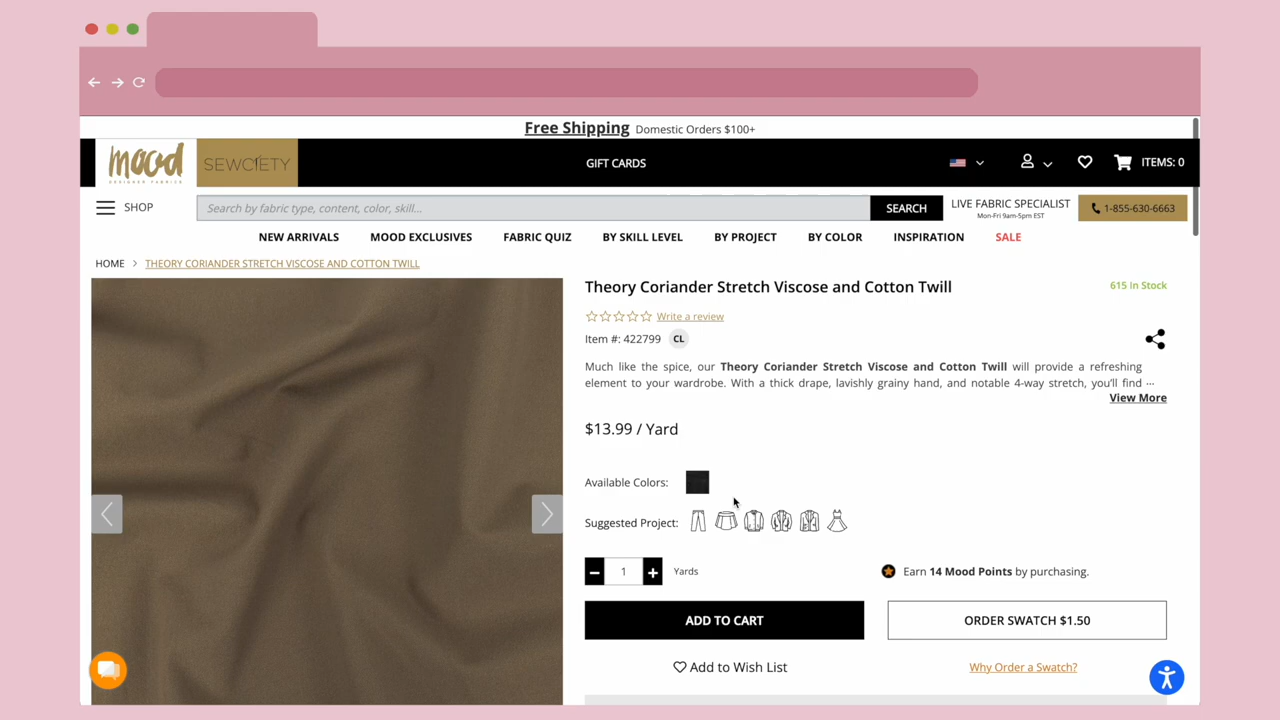 Free Shipping Domestic Orders $100+
mood
DESIGNER FABRICS
SEWCIETY
GIFT CARDS
ITEMS: 0
SHOP
Search by fabric type, content, color, skill...
SEARCH
LIVE FABRIC SPECIALIST
Mon-Fri 9am-5pm EST
1-855-630-6663
NEW ARRIVALS MOOD EXCLUSIVES FABRIC QUIZ BY SKILL LEVEL BY PROJECT BY COLOR INSPIRATION SALE
HOME > THEORY CORIANDER STRETCH VISCOSE AND COTTON TWILL
Theory Coriander Stretch Viscose and Cotton Twill
615 In Stock
Write a review
Item #: 422799 CL
Much like the spice, our Theory Coriander Stretch Viscose and Cotton Twill will provide a refreshing
element to your wardrobe. With a thick drape, lavishly grainy hand, and notable 4-way stretch, you'll find ...
View More
$13.99 / Yard
Available Colors:
Suggested Project:
1 Yards
Earn 14 Mood Points by purchasing.
ADD TO CART
ORDER SWATCH $1.50
Add to Wish List
Why Order a Swatch?